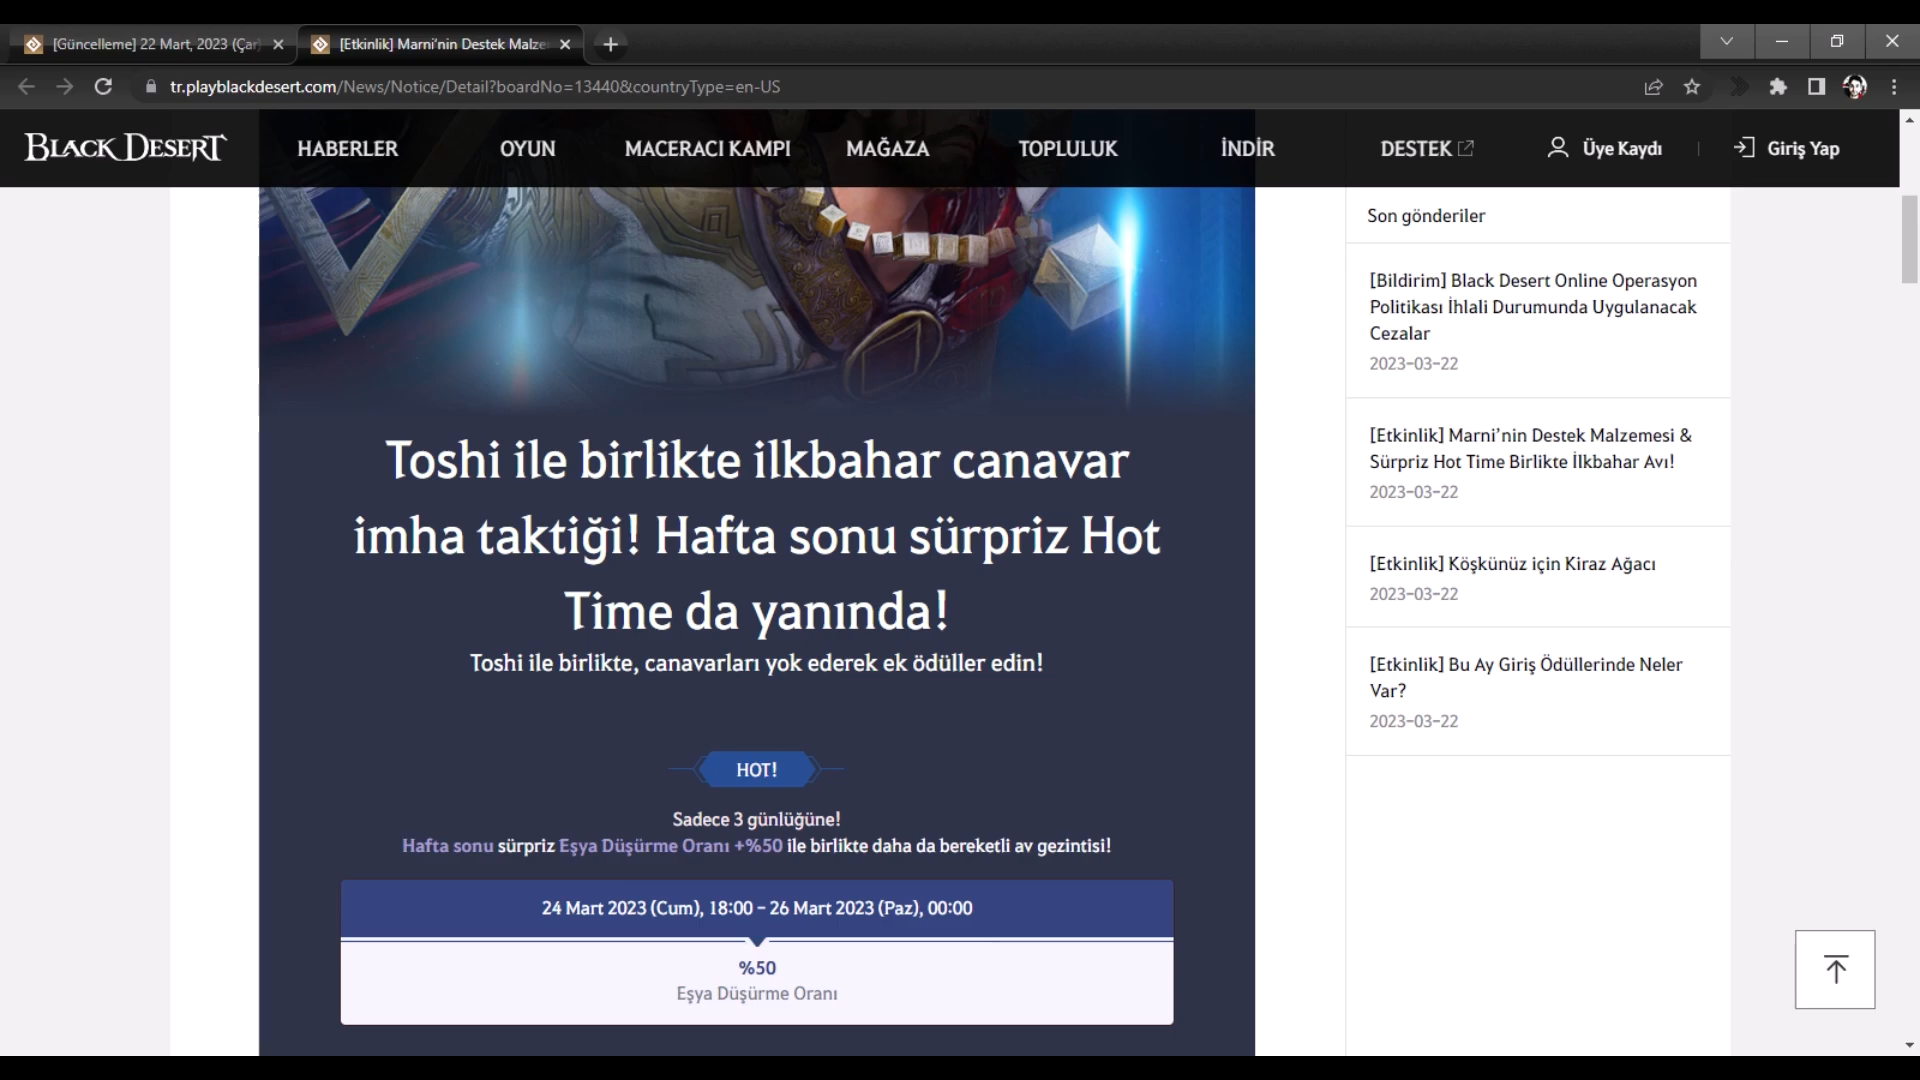 [Güncelleme] 22 Mart, 2023 (Çar
[Etkinlik] Marni'nin Destek Malze
tr.playblackdesert.com/News/Notice/Detail?boardNo=13440&countryType=en-US
BLACK DESERT
HABERLER
OYUN
MACERACI KAMPI
MAĞAZA
TOPLULUK
İNDİR
DESTEK
Üye Kaydı
Giriş Yap
Toshi ile birlikte ilkbahar canavar
imha taktiği! Hafta sonu sürpriz Hot
Time da yanında!
Toshi ile birlikte, canavarları yok ederek ek ödüller edin!
HOT!
Sadece 3 günlüğüne!
Hafta sonu sürpriz Eşya Düşürme Oranı +%50 ile birlikte daha da bereketli av gezintisi!
24 Mart 2023 (Cum), 18:00 – 26 Mart 2023 (Paz), 00:00
%50
Eşya Düşürme Oranı
Son gönderiler
[Bildirim] Black Desert Online Operasyon
Politikası İhlali Durumunda Uygulanacak
Cezalar
2023-03-22
[Etkinlik] Marni'nin Destek Malzemesi &
Sürpriz Hot Time Birlikte İlkbahar Avı!
2023-03-22
[Etkinlik] Köşkünüz için Kiraz Ağacı
2023-03-22
[Etkinlik] Bu Ay Giriş Ödüllerinde Neler
Var?
2023-03-22